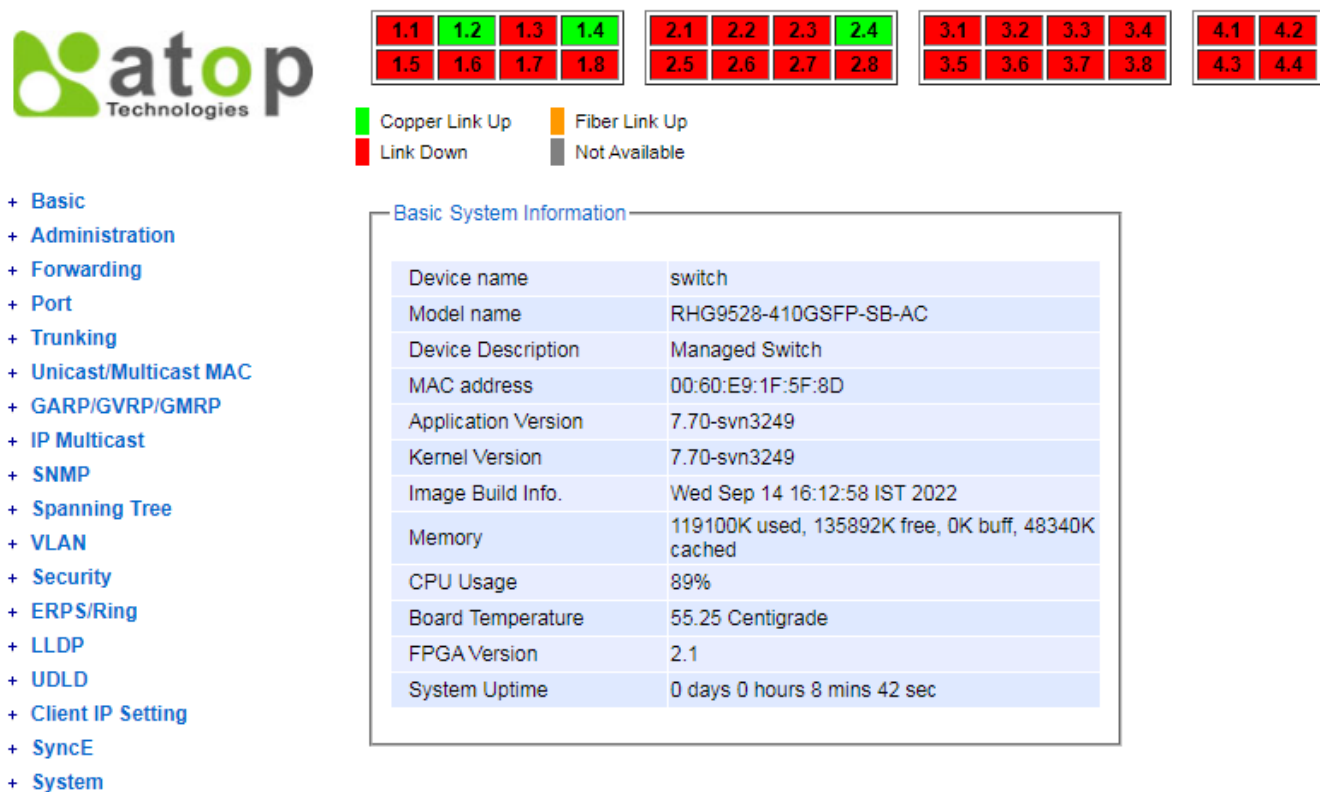 atop
Technologies
1.1 1.2 1.3 1.4 2.1 2.2 2.3 2.4 3.1 3.2 3.3 3.4 4.1 4.2
1.5 1.6 1.7 1.8 2.5 2.6 2.7 2.8 3.5 3.6 3.7 3.8 4.3 4.4
Copper Link Up Fiber Link Up
Link Down Not Available
+ Basic
+ Administration
+ Forwarding
+ Port
+ Trunking
+ Unicast/Multicast MAC
+ GARP/GVRP/GMRP
+ IP Multicast
+ SNMP
+ Spanning Tree
+ VLAN
+ Security
+ ERPS/Ring
+ LLDP
+ UDLD
+ Client IP Setting
+ SyncE
+ System
Basic System Information
Device name switch
Model name RHG9528-410GSFP-SB-AC
Device Description Managed Switch
MAC address 00:60:E9:1F:5F:8D
Application Version 7.70-svn3249
Kernel Version 7.70-svn3249
Image Build Info. Wed Sep 14 16:12:58 IST 2022
Memory 119100K used, 135892K free, 0K buff, 48340K
cached
CPU Usage 89%
Board Temperature 55.25 Centigrade
FPGA Version 2.1
System Uptime 0 days 0 hours 8 mins 42 sec